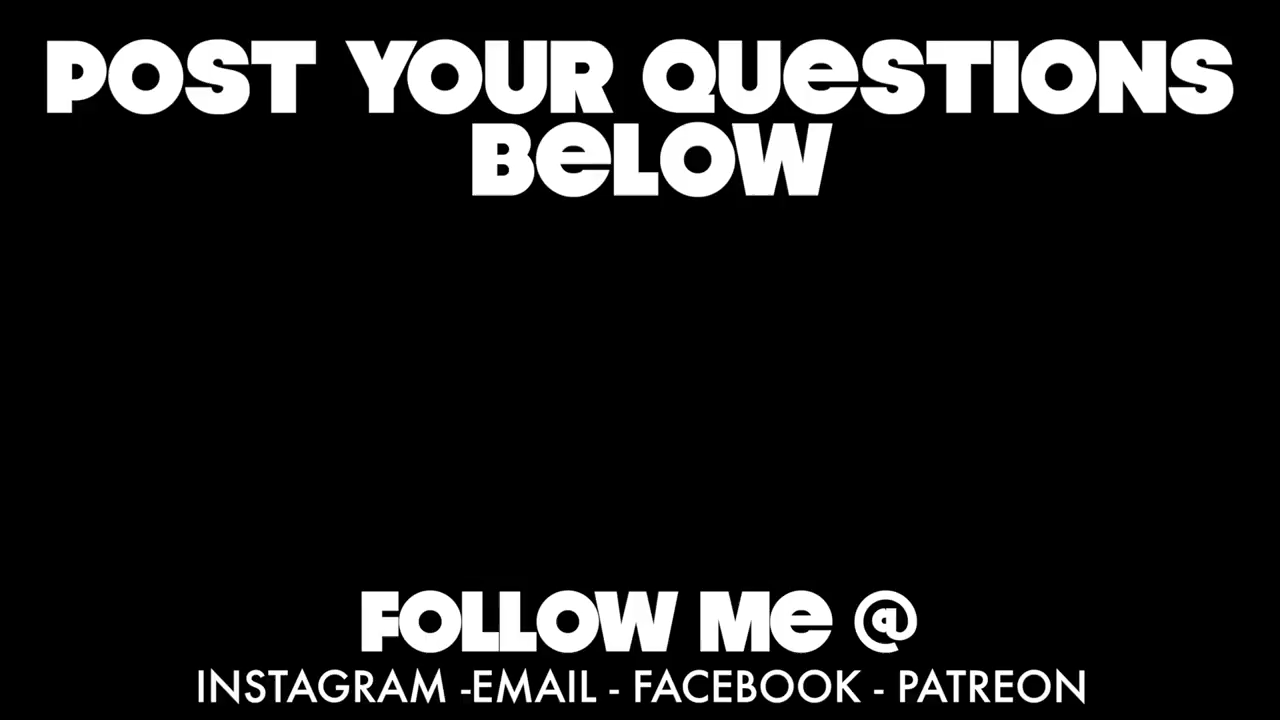 POST YOUR QUeSTIONS
BeLOW
FOLLOW Me @
INSTAGRAM -EMAIL - FACEBOOK - PATREON